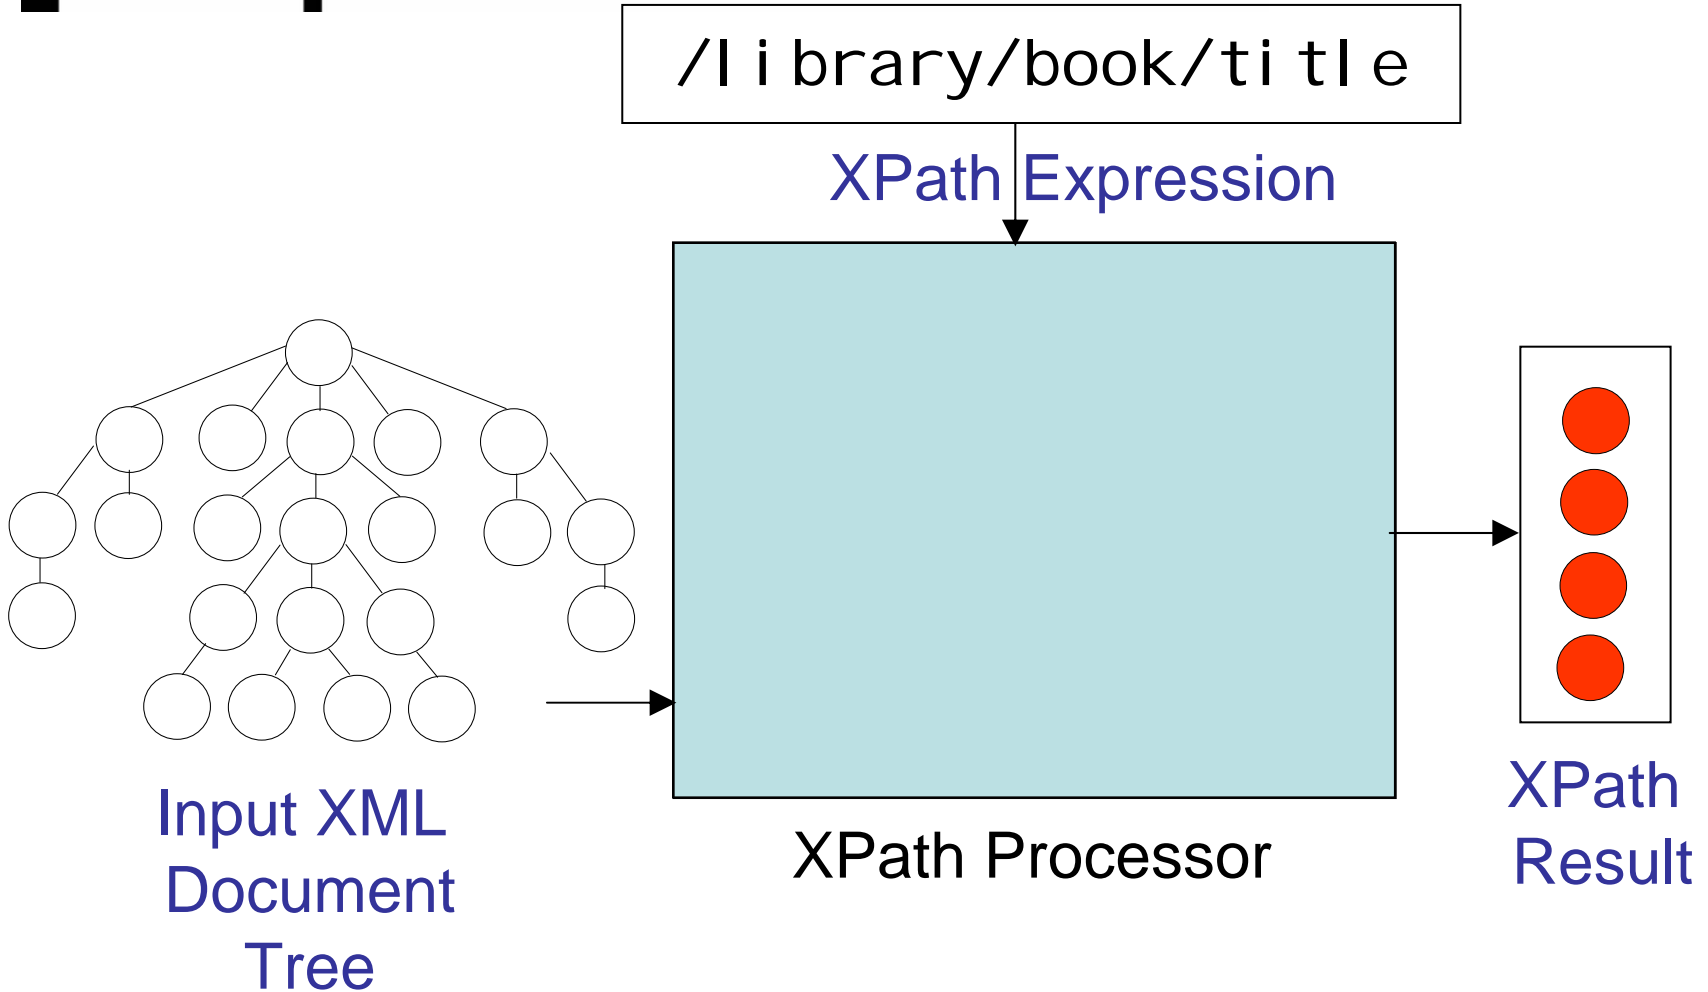 /library/book/title
XPath Expression
Input XML
Document
Tree
XPath Processor
XPath
Result